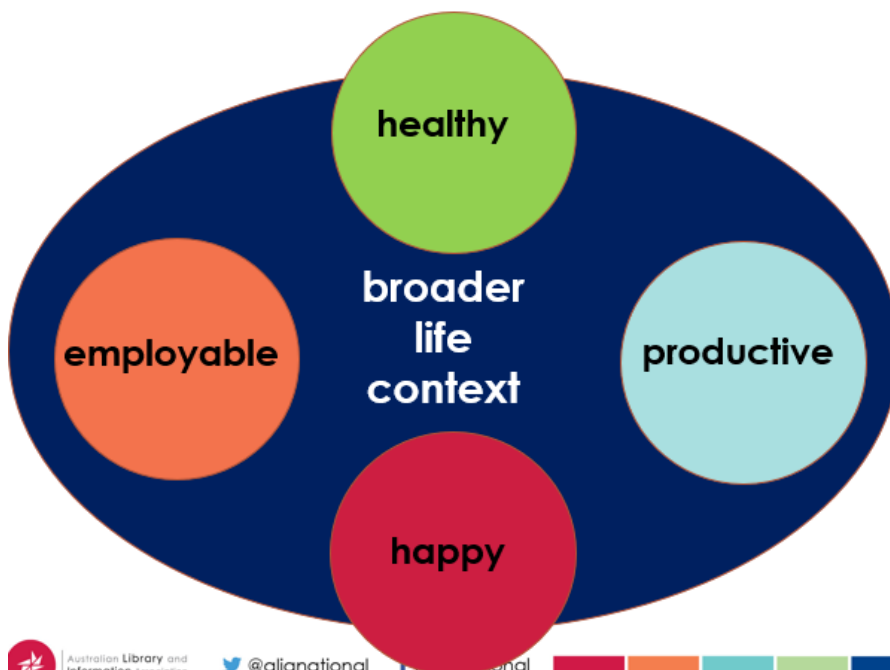 healthy
broader
life
context
employable
productive
happy
Australian Library and
@alianational